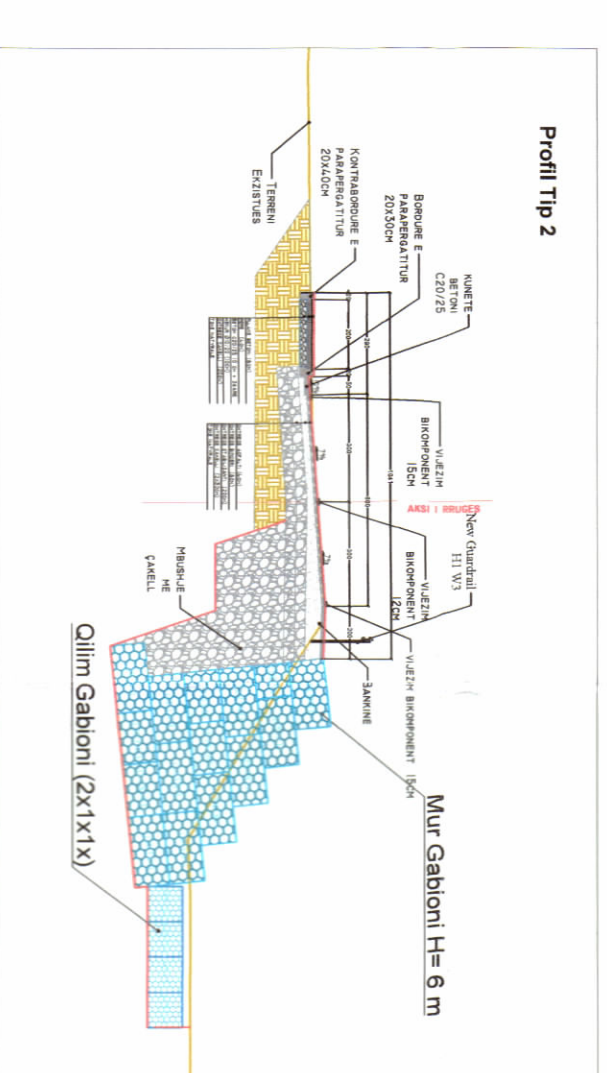 Profil Tip 2
KUNETE
BETONI
C20/25
BORDURE E
PARAPERGATITUR
20X30CM
KONTRABORDURE E
PARAPERGATITUR
20X40CM
TERRENI
EKZISTUES
VIJEZIM
BIKOMPONENT
15CM
AKSI I RRUGES
New Guardrail
H1 W3
VIJEZIM
BIKOMPONENT
12CM
VIJEZIM BIKOMPONENT 15CM
BANKINE
MBUSHJE
ME
ÇAKELL
Mur Gabioni H= 6 m
Qilim Gabioni (2x1x1x)